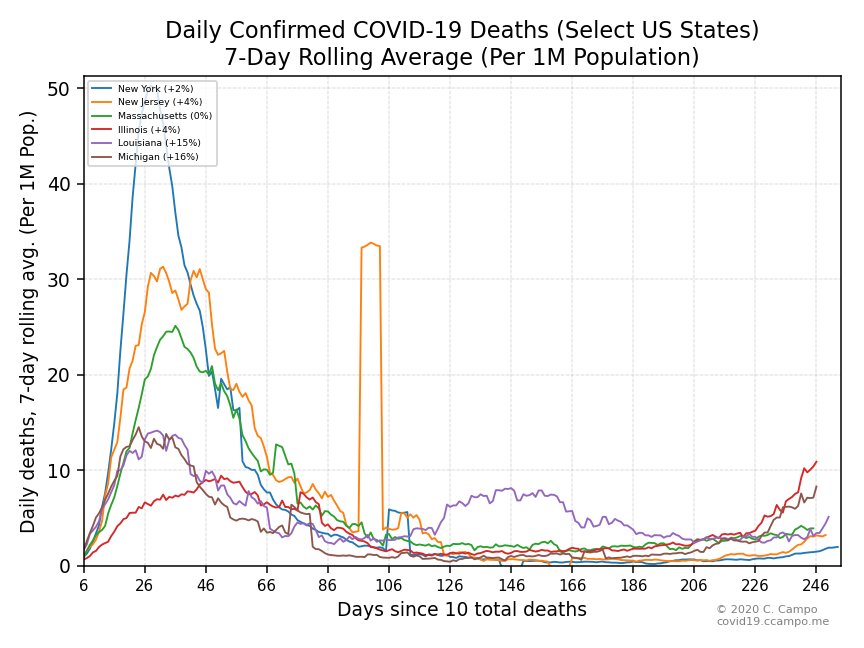 Daily Confirmed COVID-19 Deaths (Select US States)
7-Day Rolling Average (Per 1M Population)
Daily deaths, 7-day rolling avg. (Per 1M Pop.)
50
40
30
20
10
0
New York (+2%)
New Jersey (+4%)
Massachusetts (0%)
Illinois (+4%)
Louisiana (+15%)
Michigan (+16%)
6 26 46 66 86 106 126 146 166 186 206 226 246
Days since 10 total deaths
© 2020 C. Campo
covid19.ccampo.me